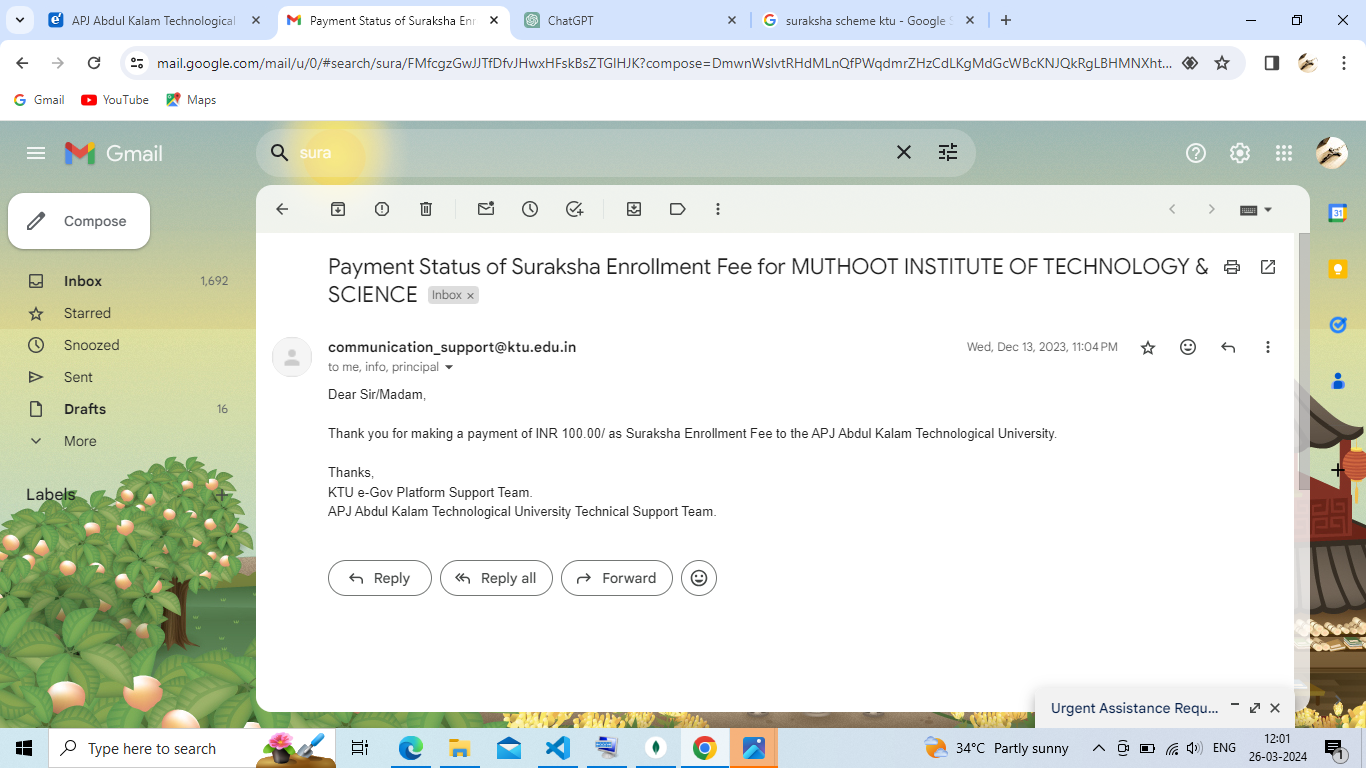 APJ Abdul Kalam Technological
Payment Status of Suraksha Enr
ChatGPT
suraksha scheme ktu - Google S
mail.google.com/mail/u/0/#search/sura/FMfcgzGwJJTfDfvJHwxHFskBsZTGlHJK?compose=DmwnWslvtRHdMLnQfPWqdmrZHzCdLKgMdGcWBcKNJQkRgLBHMNXht...
Gmail
YouTube
Maps
Gmail
sura
Compose
Inbox 1,692
Starred
Snoozed
Sent
Drafts 16
More
Labels
Payment Status of Suraksha Enrollment Fee for MUTHOOT INSTITUTE OF TECHNOLOGY &
SCIENCE Inbox x
communication_support@ktu.edu.in
Wed, Dec 13, 2023, 11:04 PM
to me, info, principal
Dear Sir/Madam,
Thank you for making a payment of INR 100.00/ as Suraksha Enrollment Fee to the APJ Abdul Kalam Technological University.
Thanks,
KTU e-Gov Platform Support Team.
APJ Abdul Kalam Technological University Technical Support Team.
Reply
Reply all
Forward
31
Urgent Assistance Requ...
Type here to search
34°C Partly sunny
ENG
12:01
26-03-2024
1